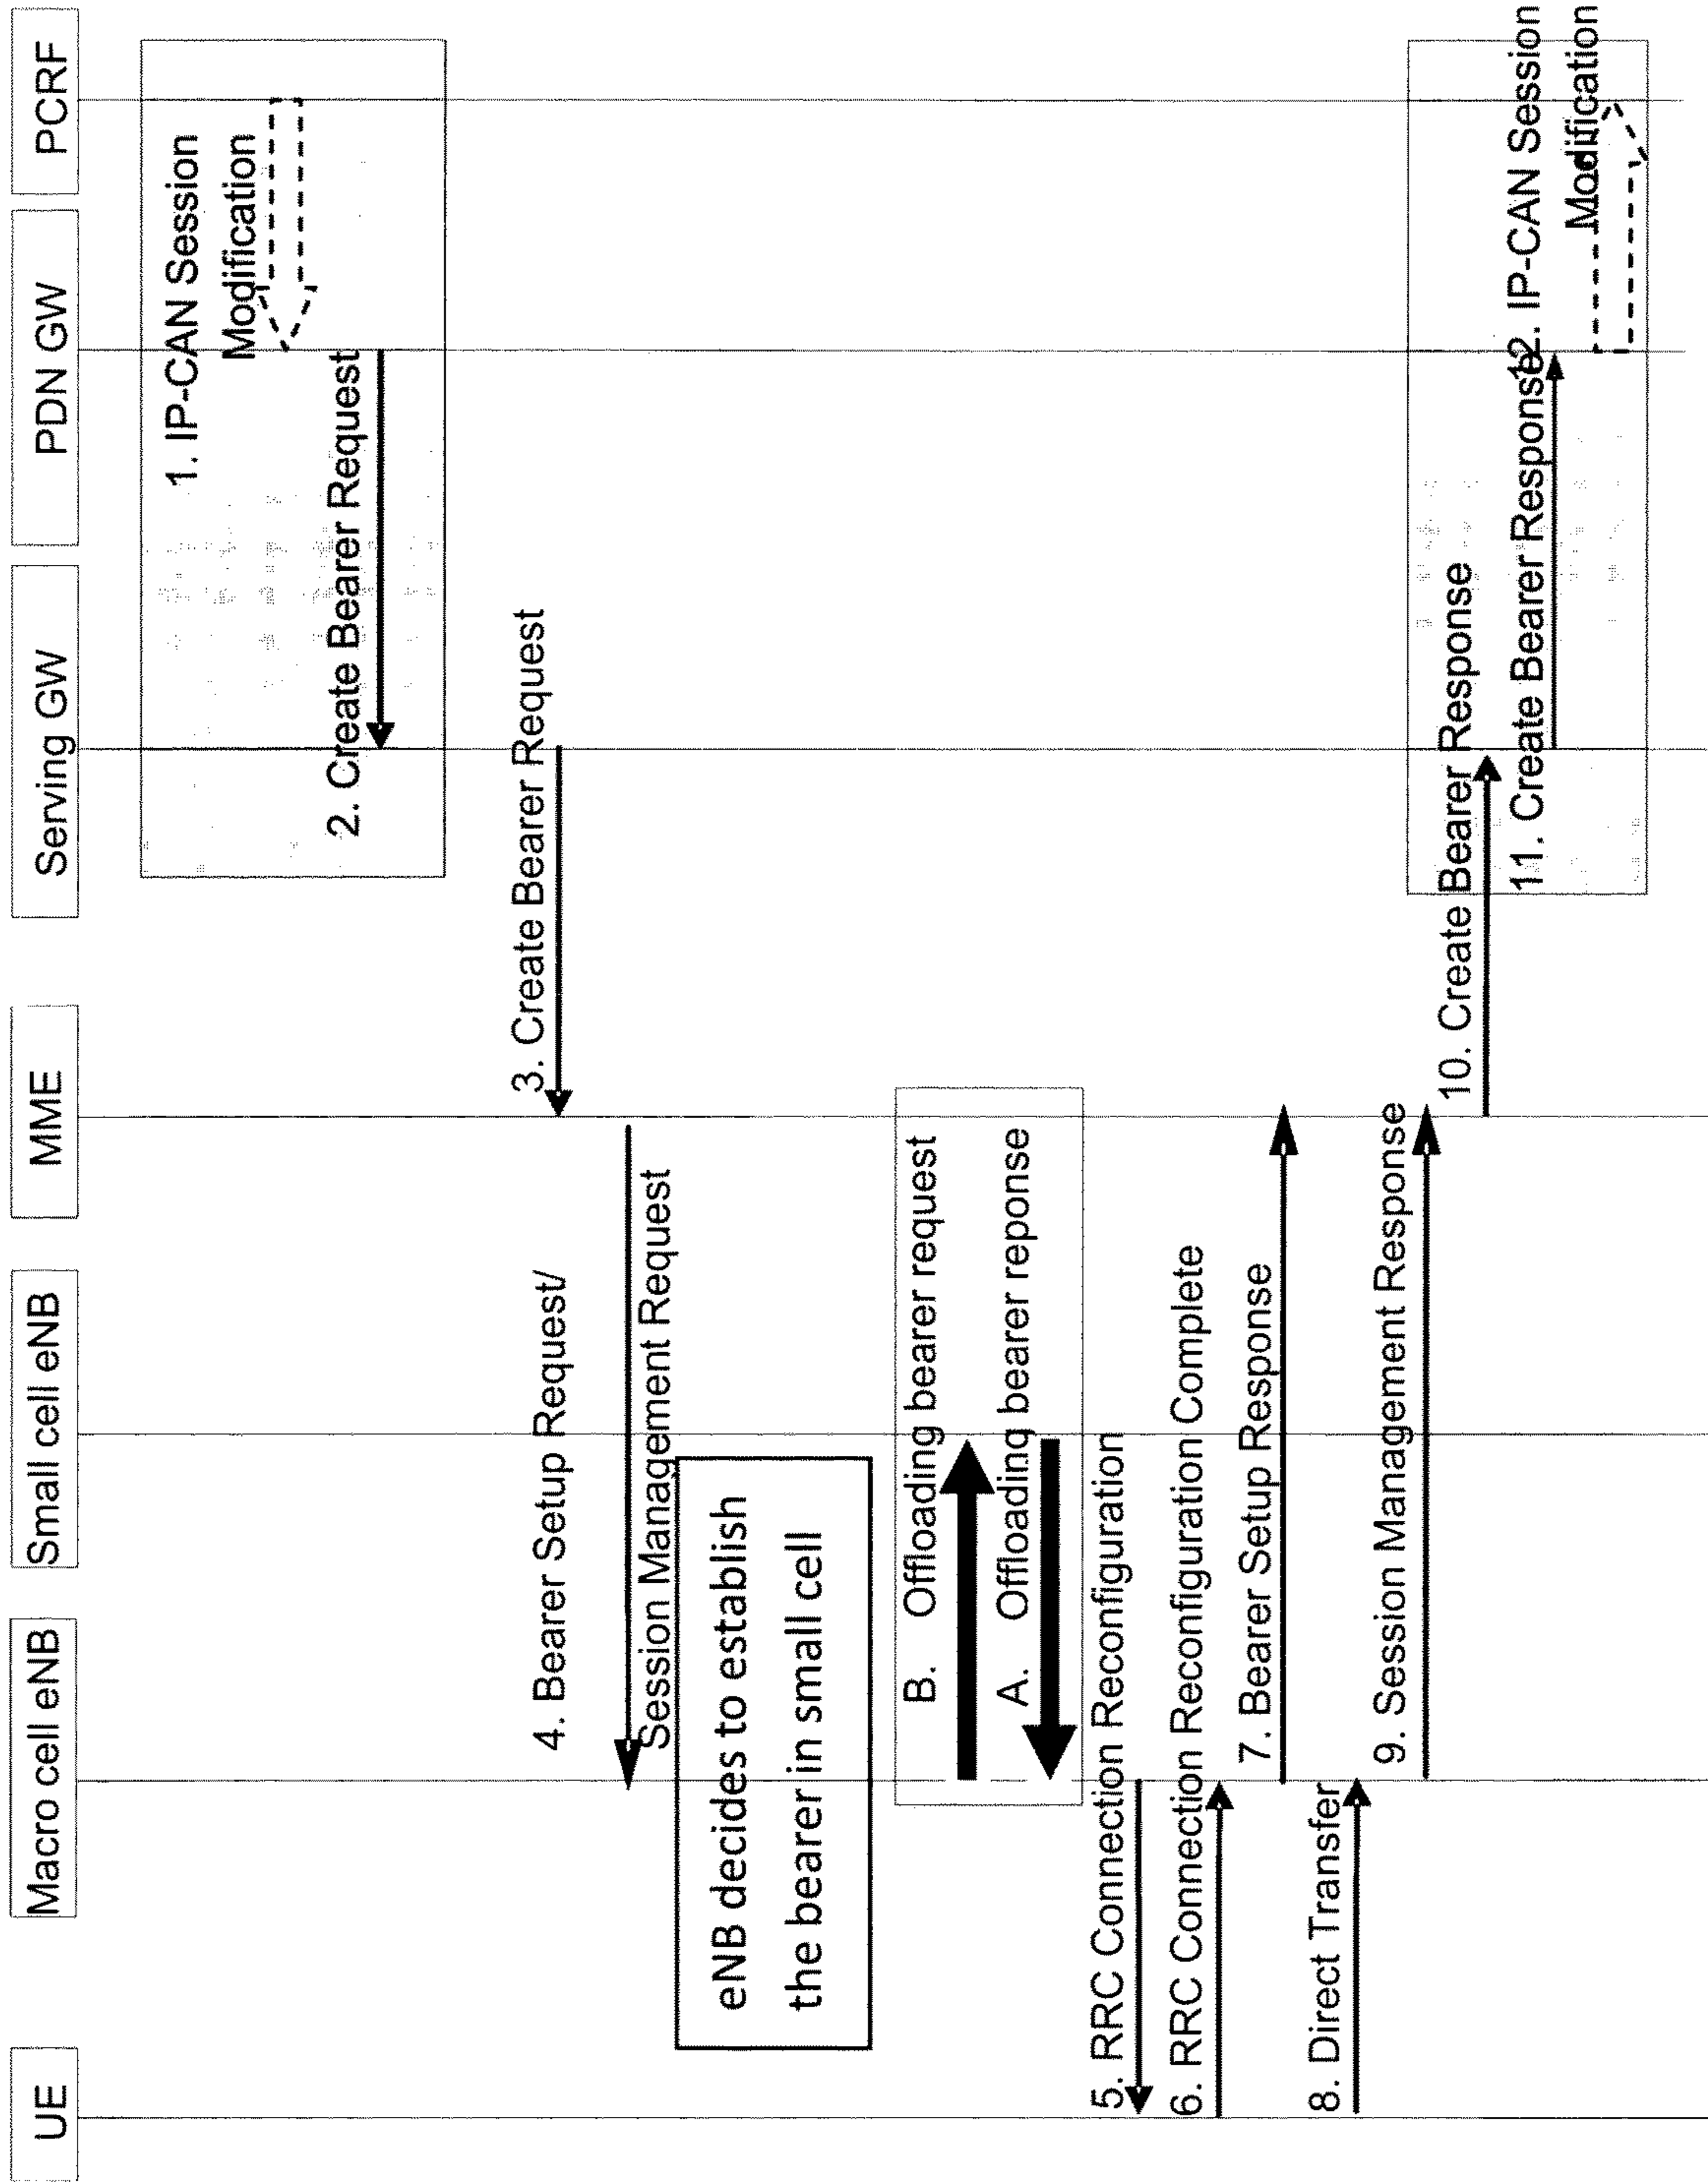 UE
Macro cell eNB
Small cell eNB
MME
Serving GW
PDN GW
PCRF
1. IP-CAN Session
Modification
2. Create Bearer Request
3. Create Bearer Request
4. Bearer Setup Request/
Session Management Request
eNB decides to establish
the bearer in small cell
B. Offloading bearer request
A. Offloading bearer reponse
5. RRC Connection Reconfiguration
6. RRC Connection Reconfiguration Complete
7. Bearer Setup Response
8. Direct Transfer
9. Session Management Response
10. Create Bearer Response
11. Create Bearer Response
12. IP-CAN Session
Modification